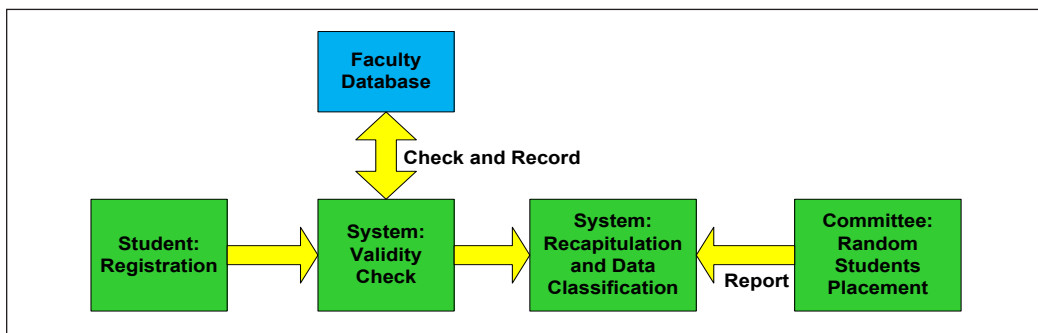 Faculty
Database
Check and Record
Student:
Registration
System:
Validity
Check
System:
Recapitulation
and Data
Classification
Report
Committee:
Random
Students
Placement